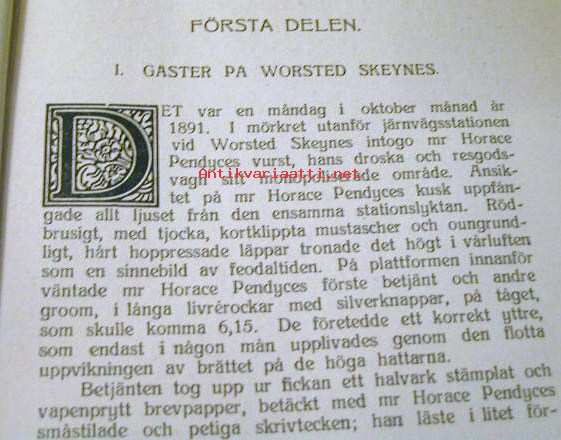 FÖRSTA DELEN.
I. GÄSTER PA WORSTED SKEYNES.
DET var en måndag i oktober månad år
1891. I mörkret utanför järnvägsstationen
vid Worsted Skeynes intogo mr Horace
Pendyces vurst, hans droska och resgods-
vagn sitt monopoliserade område. Ansik-
Antikvariaatti.net
tet på mr Horace Pendyces kusk uppfån-
gade allt ljuset från den ensamma stationslyktan. Röd-
brusigt, med tjocka, kortklippta mustascher och oungrund-
ligt, hårt hoppressade läppar tronade det högt i vårluften
som en sinnebild av feodaltiden. På plattformen innanför
väntade mr Horace Pendyces förste betjänt och andre
groom, i långa livrérockar med silverknappar, på tåget,
som skulle komma 6,15. De företedde ett korrekt yttre,
som endast i någon mån upplivades genom den flotta
uppvikningen av brättet på de höga hattarna.
Betjänten tog upp ur fickan ett halvark stämplat och
vapenprytt brevpapper, betäckt med mr Horace Pendyces
småstilade och petiga skrivtecken; han läste i litet för-